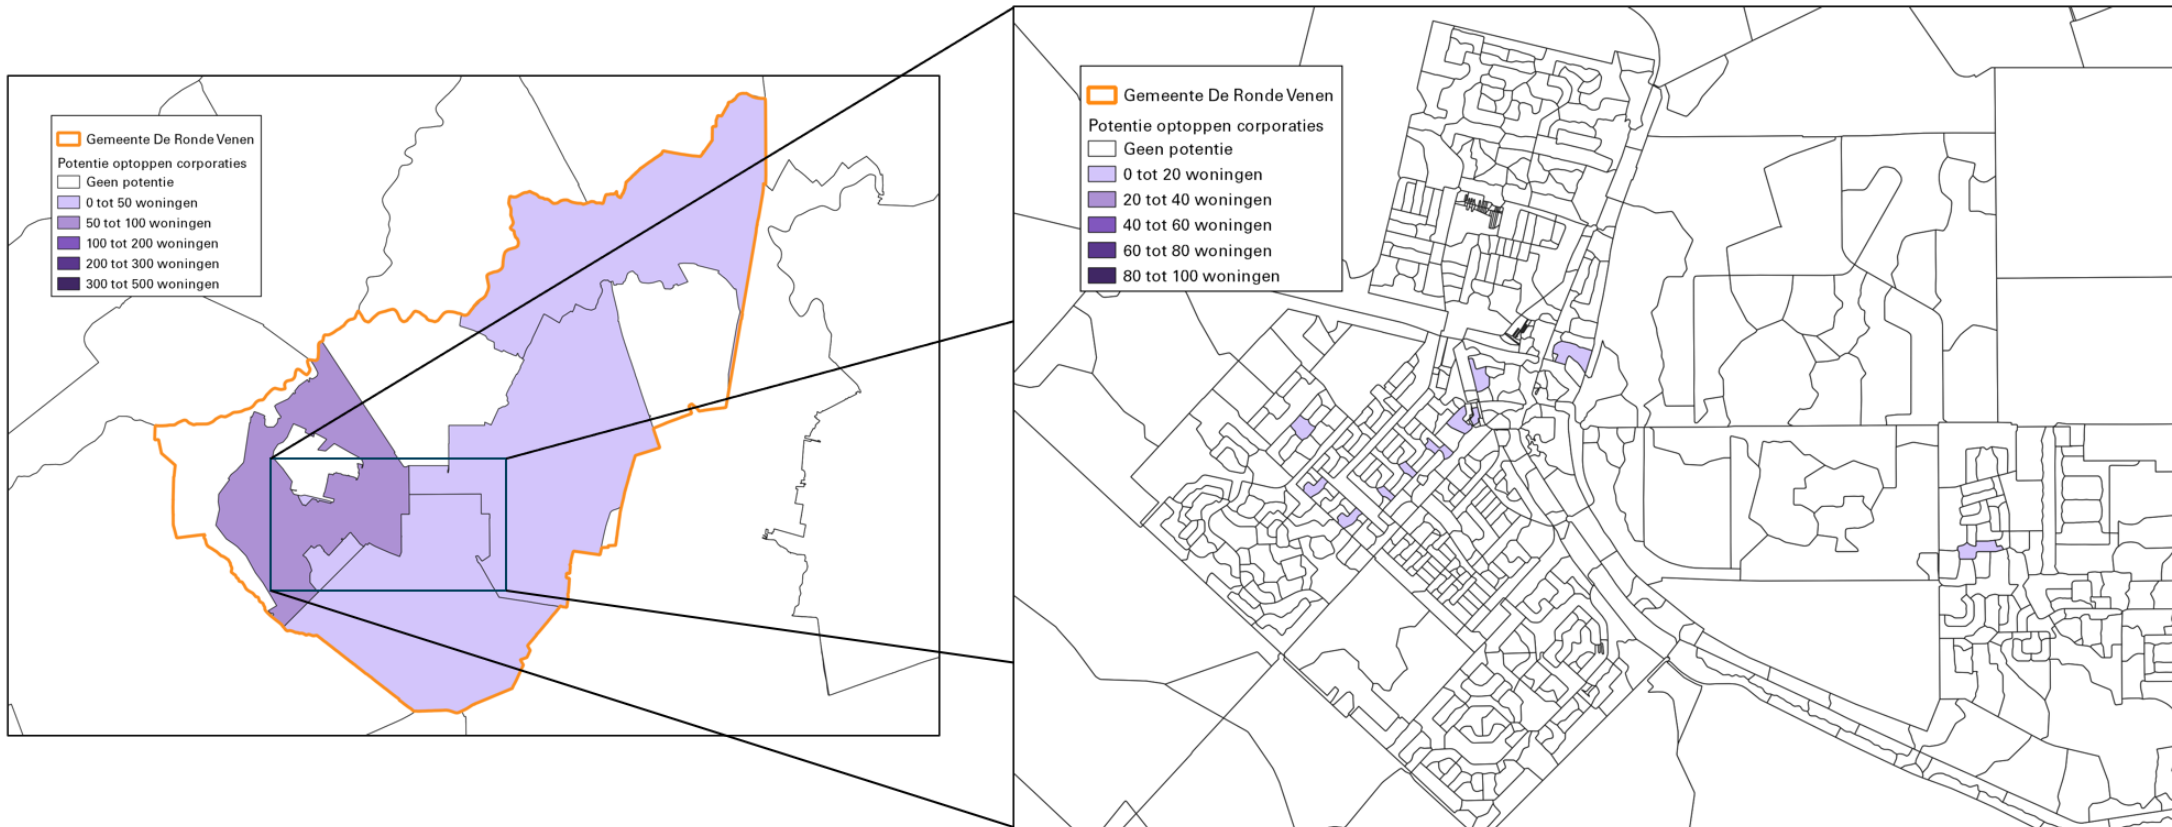 Gemeente De Ronde Venen
Potentie optoppen corporaties
Geen potentie
0 tot 50 woningen
50 tot 100 woningen
100 tot 200 woningen
200 tot 300 woningen
300 tot 500 woningen
Gemeente De Ronde Venen
Potentie optoppen corporaties
Geen potentie
0 tot 20 woningen
20 tot 40 woningen
40 tot 60 woningen
60 tot 80 woningen
80 tot 100 woningen